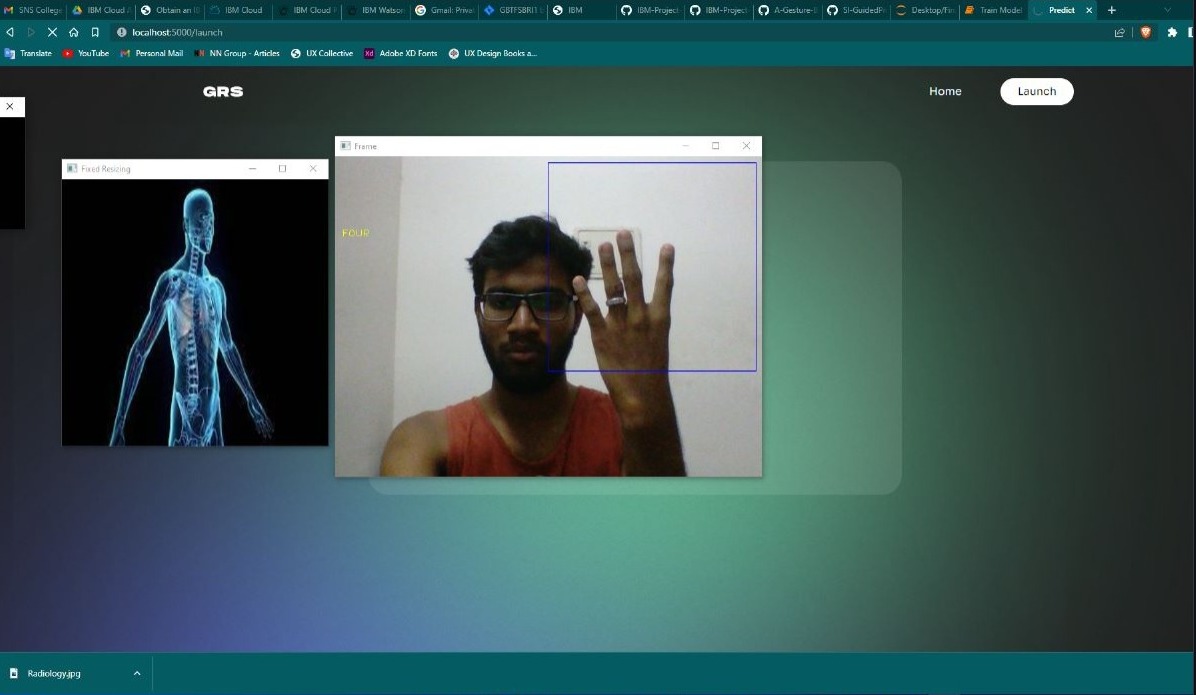 SNS College
IBM Cloud
Obtain an
IBM Cloud
IBM Cloud
IBM Watson
Gmail: Priva
GBTFSBRI1
IBM
IBM-Project
IBM-Project
A-Gesture-
SI-GuidedPr
Desktop/Fin
Train Model
Predict
localhost:5000/launch
Translate
YouTube
Personal Mail
NN Group - Articles
UX Collective
Adobe XD Fonts
UX Design Books a...
GRS
Home
Launch
Frame
Fixed Resizing
FOUR
Radiology.jpg